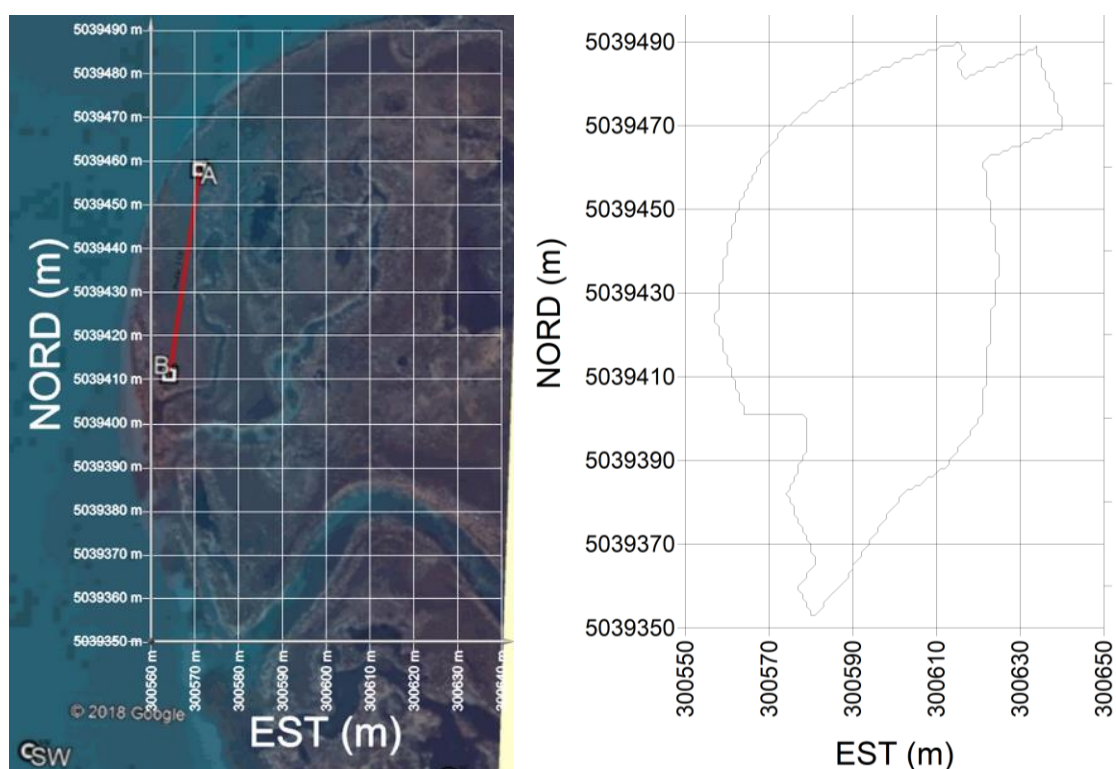 5039490 m
5039480 m
5039470 m
5039460 m
5039450 m
5039440 m
5039430 m
5039420 m
5039410 m
5039400 m
5039390 m
5039380 m
5039370 m
5039360 m
5039350 m
NORD (m)
A
B
300560 m
300570 m
300580 m
300590 m
300600 m
300610 m
300620 m
300630 m
300640 m
© 2018 Google
EST (m)
SW
5039490
5039470
5039450
5039430
5039410
5039390
5039370
5039350
NORD (m)
300550
300570
300590
300610
300630
300650
EST (m)